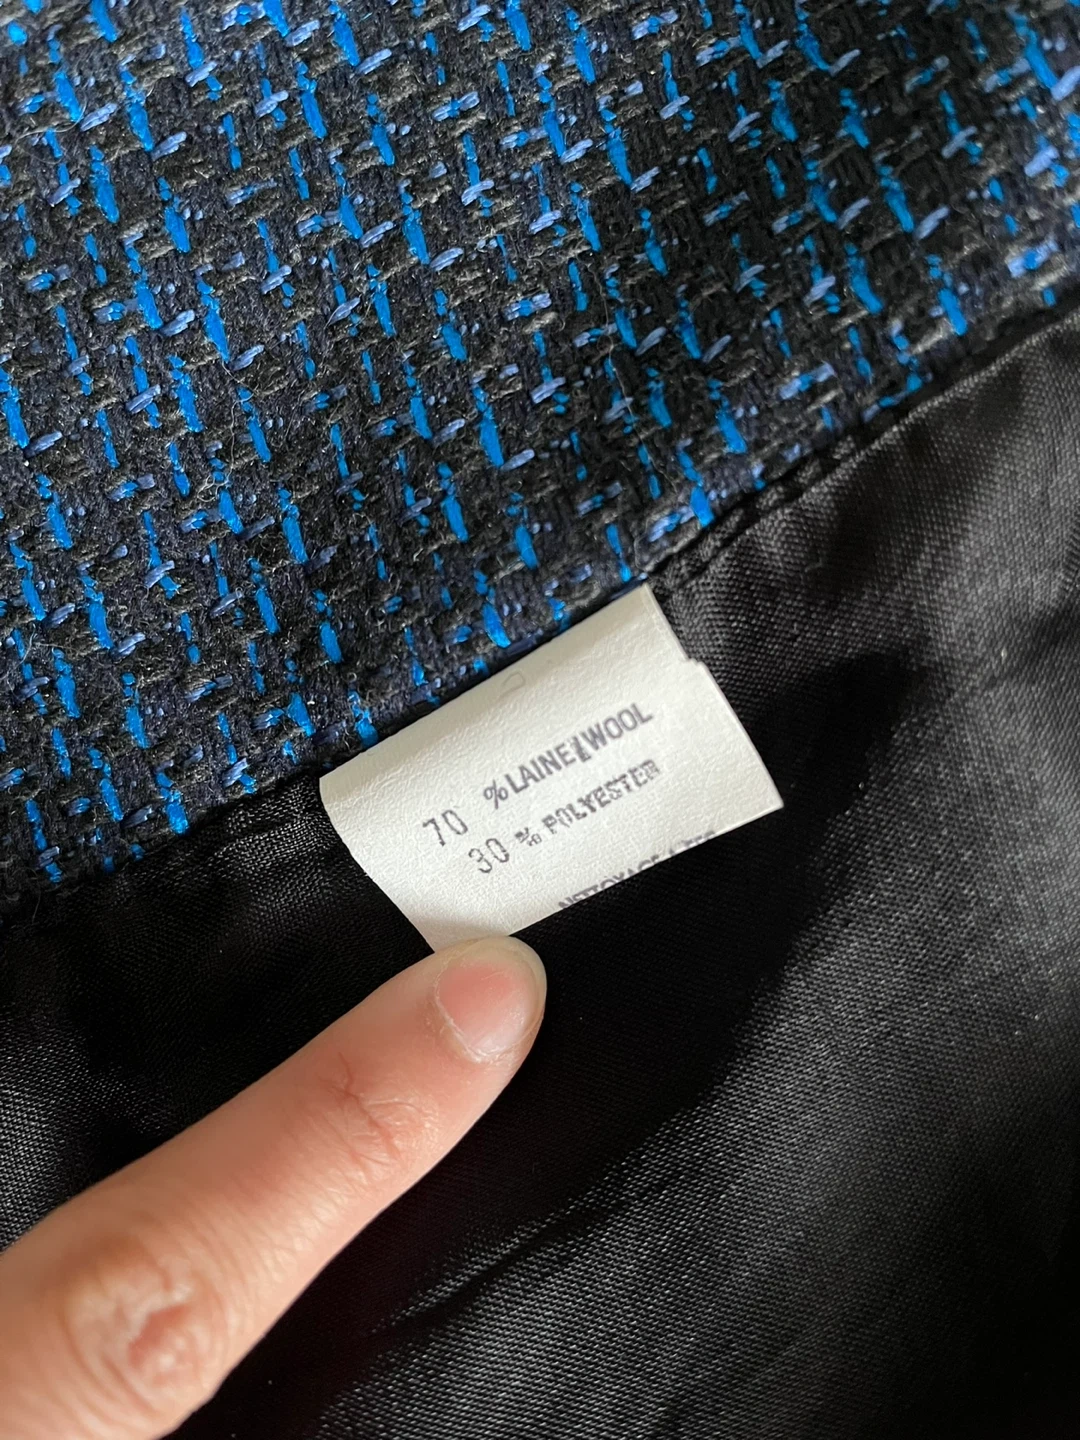 70 % LAINE/WOOL
30 % POLYESTER